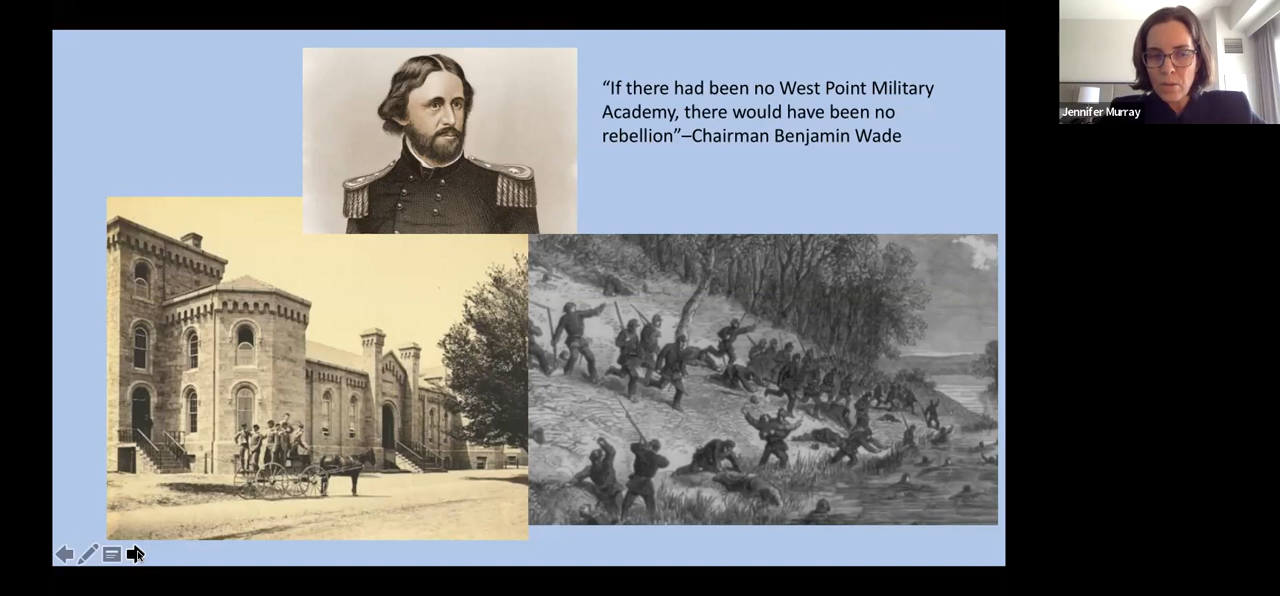 “If there had been no West Point Military
Academy, there would have been no
rebellion”–Chairman Benjamin Wade
Jennifer Murray